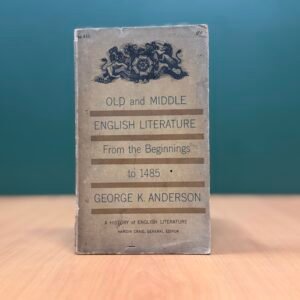 OLD and MIDDLE
ENGLISH LITERATURE
From the Beginnings
to 1485
GEORGE K. ANDERSON
A HISTORY OF ENGLISH LITERATURE
HARDIN CRAIG, GENERAL EDITOR